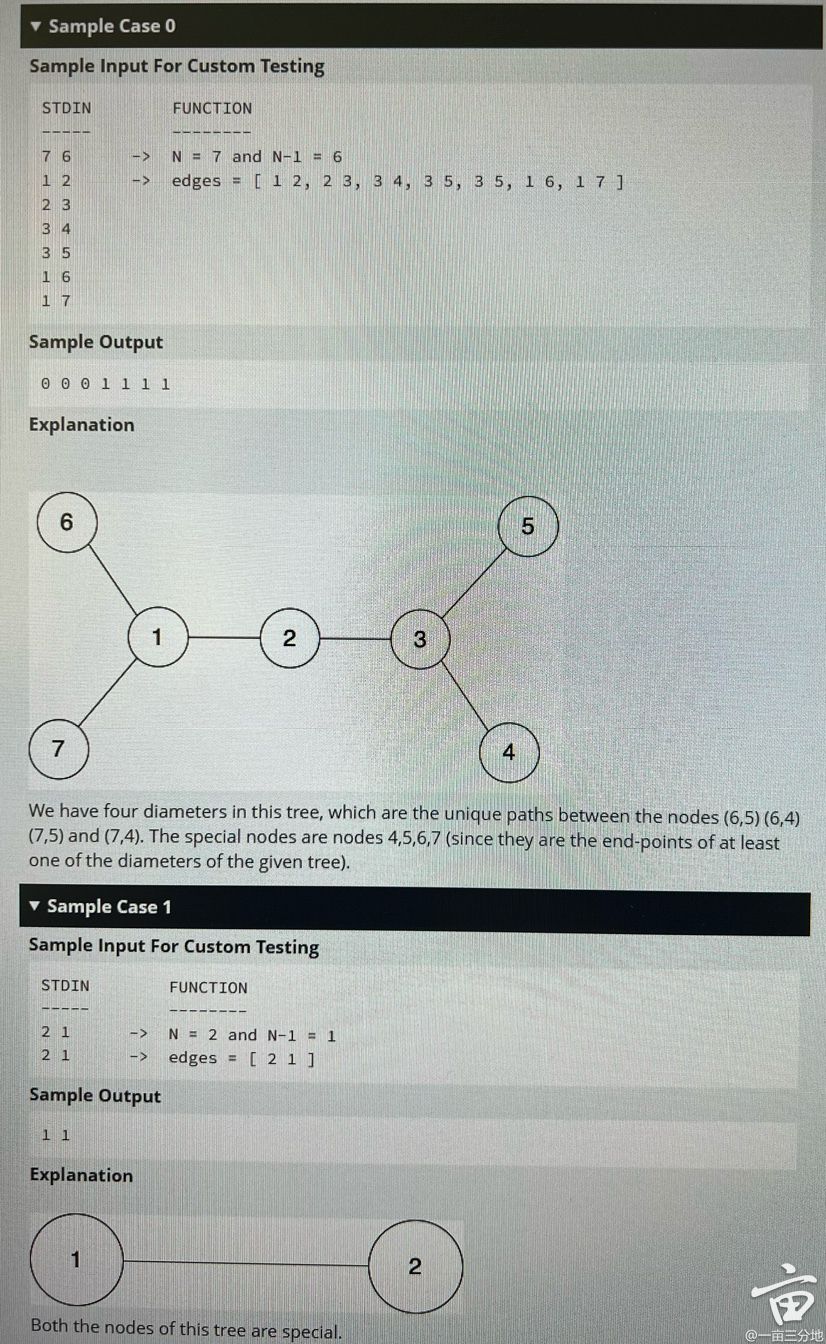 ▼ Sample Case 0
Sample Input For Custom Testing
STDIN FUNCTION
----- --------
7 6 -> N = 7 and N-1 = 6
1 2 -> edges = [ 1 2, 2 3, 3 4, 3 5, 3 5, 1 6, 1 7 ]
2 3
3 4
3 5
1 6
1 7
Sample Output
0 0 0 1 1 1 1
Explanation
6 5
1 2 3
7 4
We have four diameters in this tree, which are the unique paths between the nodes (6,5) (6,4)
(7,5) and (7,4). The special nodes are nodes 4,5,6,7 (since they are the end-points of at least
one of the diameters of the given tree).
▼ Sample Case 1
Sample Input For Custom Testing
STDIN FUNCTION
----- --------
2 1 -> N = 2 and N-1 = 1
2 1 -> edges = [ 2 1 ]
Sample Output
1 1
Explanation
1 2
Both the nodes of this tree are special.
@一亩三分地